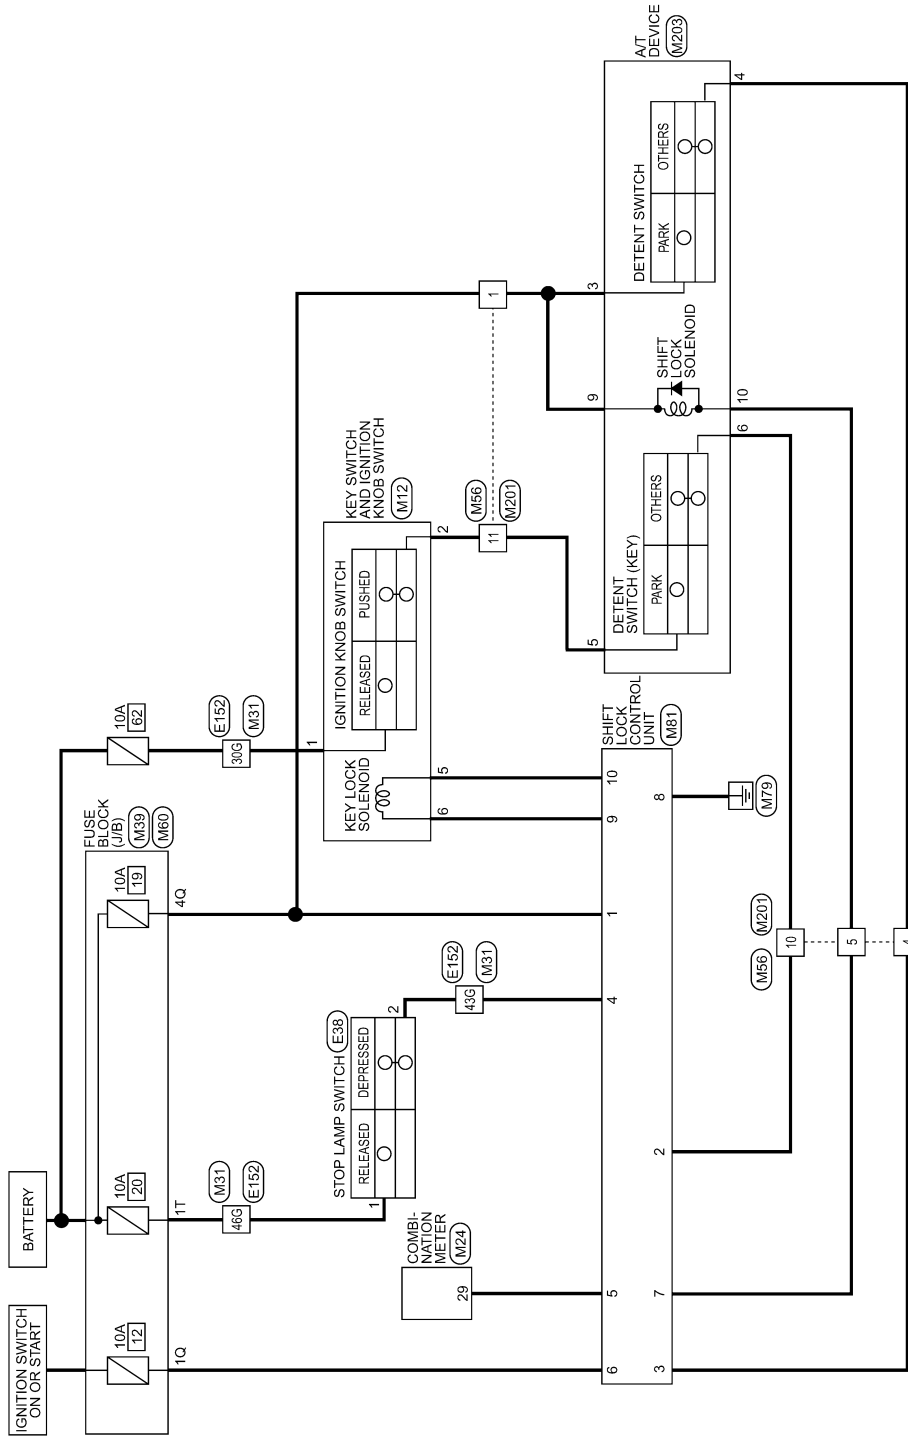 IGNITION SWITCH
ON OR START
BATTERY
FUSE
BLOCK
(J/B)
M39
M60
10A
12
10A
20
10A
19
10A
62
1Q
1T
4Q
46G
M31
E152
30G
E152
M31
STOP LAMP SWITCH
E38
RELEASED
DEPRESSED
1
2
43G
E152
M31
COMBI-
NATION
METER
M24
29
KEY SWITCH
AND IGNITION
KNOB SWITCH
M12
IGNITION KNOB SWITCH
RELEASED
PUSHED
KEY LOCK
SOLENOID
1
2
5
6
M56
M201
11
1
SHIFT
LOCK
CONTROL
UNIT
M81
6
5
4
1
9
10
3
7
2
8
M79
A/T
DEVICE
M203
DETENT
SWITCH (KEY)
PARK
OTHERS
SHIFT
LOCK
SOLENOID
DETENT SWITCH
PARK
OTHERS
5
9
3
6
10
4
M56
M201
10
5
4